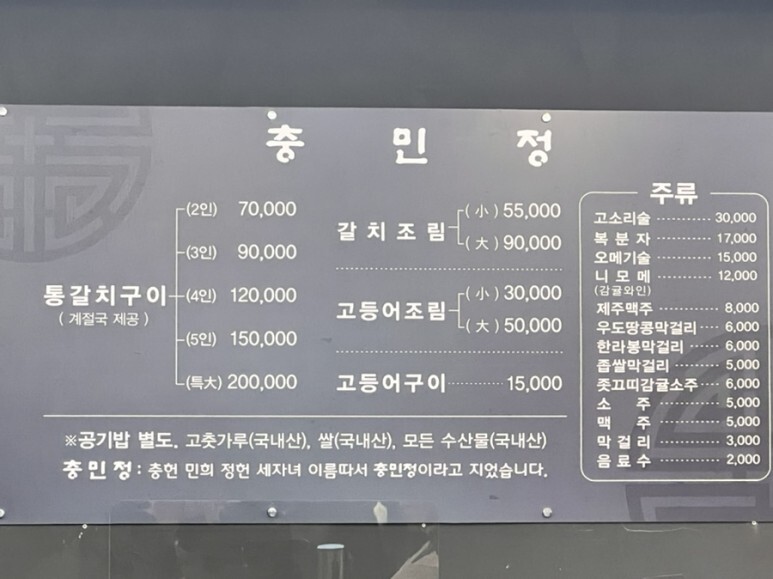 충 민 정
통갈치구이
( 계절국 제공 )
(2인) 70,000
(3인) 90,000
(4인) 120,000
(5인) 150,000
(특大) 200,000
갈 치 조 림
( 小 ) 55,000
( 大 ) 90,000
고등어조림
( 小 ) 30,000
( 大 ) 50,000
고등어구이 ············ 15,000
주류
고소리술 ············ 30,000
복 분 자 ············ 17,000
오메기술 ············ 15,000
니 모 메 ············ 12,000
(감귤와인)
제주맥주 ············ 8,000
우도땅콩막걸리 ···· 6,000
한라봉막걸리 ······ 6,000
좁쌀막걸리 ········ 5,000
젓끄띠감귤소주 ···· 6,000
소 주 ············ 5,000
맥 주 ············ 5,000
막 걸 리 ············ 3,000
음 료 수 ············ 2,000
※공기밥 별도. 고춧가루(국내산), 쌀(국내산), 모든 수산물(국내산)
충 민 정 : 충헌 민희 정헌 세자녀 이름따서 충민정이라고 지었습니다.